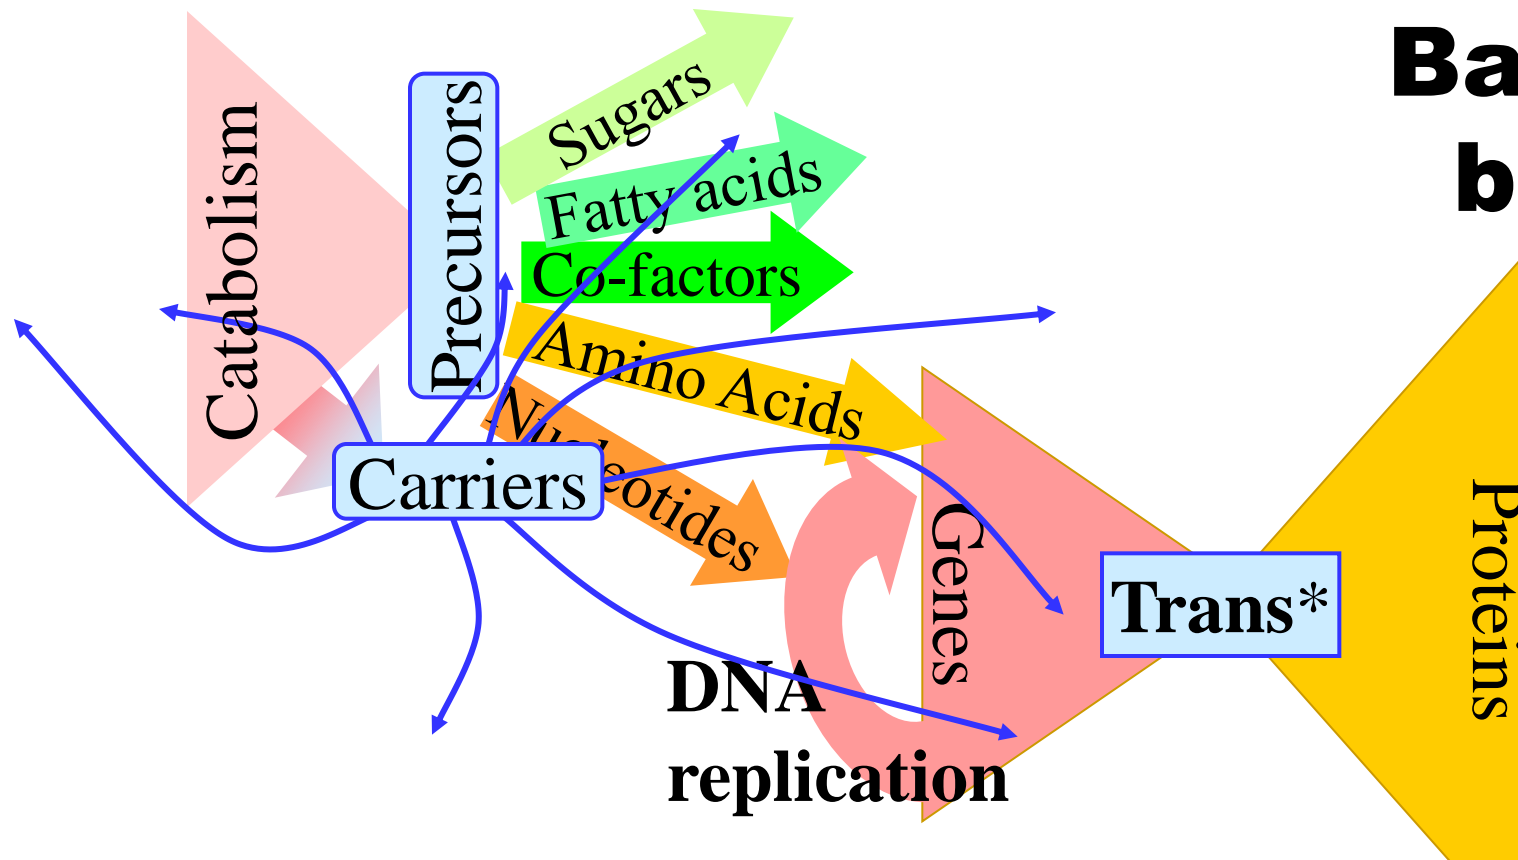 Ba
b
Catabolism
Precursors
Sugars
Fatty acids
Co-factors
Amino Acids
Nucleotides
Carriers
Genes
Trans*
Proteins
DNA
replication